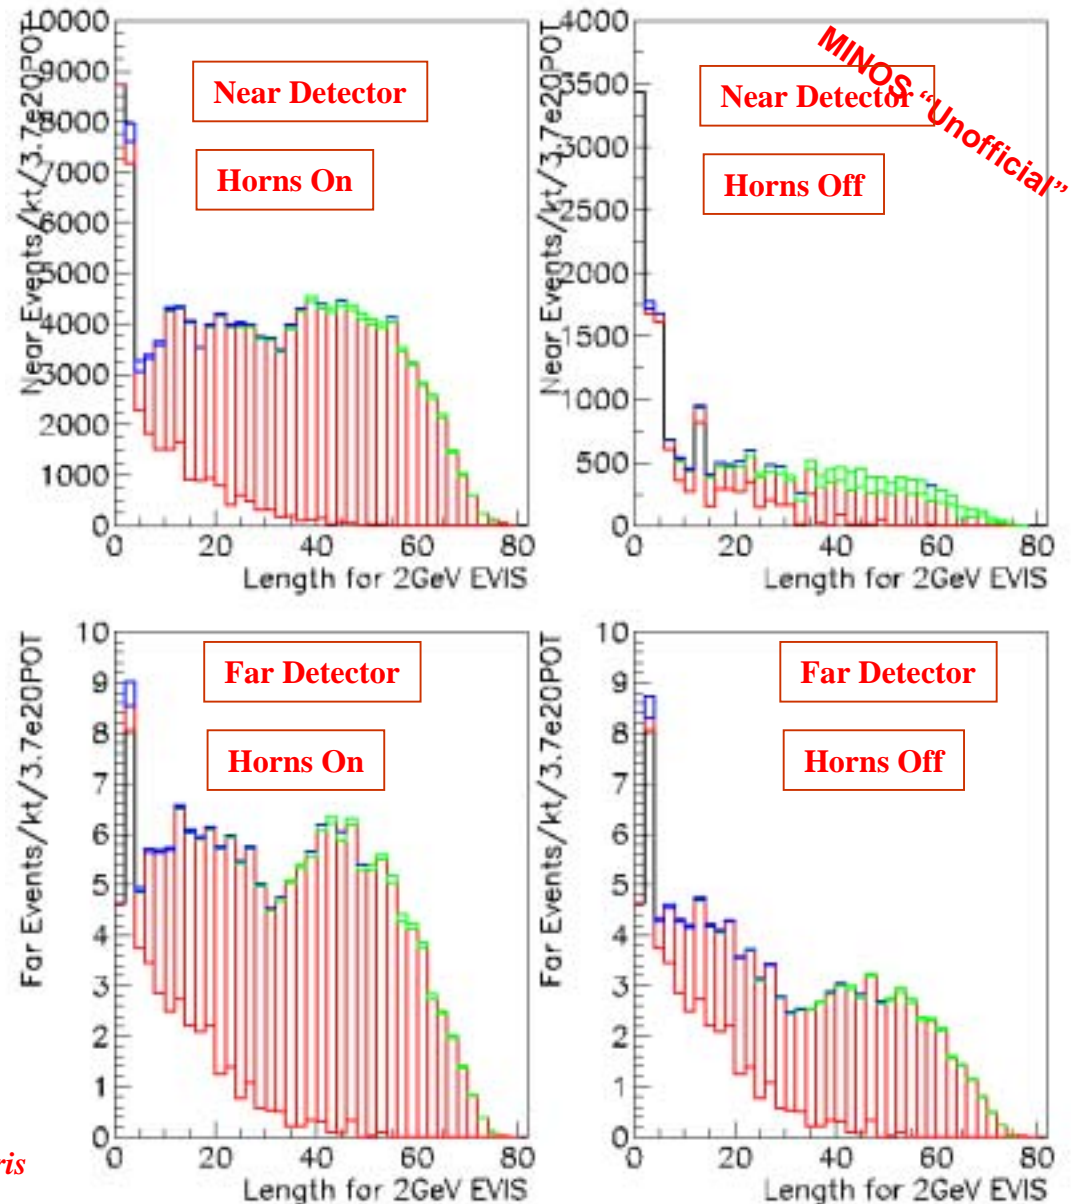 10000
9000
8000
7000
6000
5000
4000
3000
2000
1000
0
Near Events/kt/3.7e20POT
Near Detector
Horns On
0 20 40 60 80
Length for 2GeV EVIS
4000
3500
3000
2500
2000
1500
1000
500
0
Near Events/kt/3.7e20POT
MINOS "Unofficial"
Near Detector
Horns Off
0 20 40 60 80
Length for 2GeV EVIS
10
9
8
7
6
5
4
3
2
1
0
Far Events/kt/3.7e20POT
Far Detector
Horns On
0 20 40 60 80
Length for 2GeV EVIS
10
9
8
7
6
5
4
3
2
1
0
Far Events/kt/3.7e20POT
Far Detector
Horns Off
0 20 40 60 80
Length for 2GeV EVIS
ris